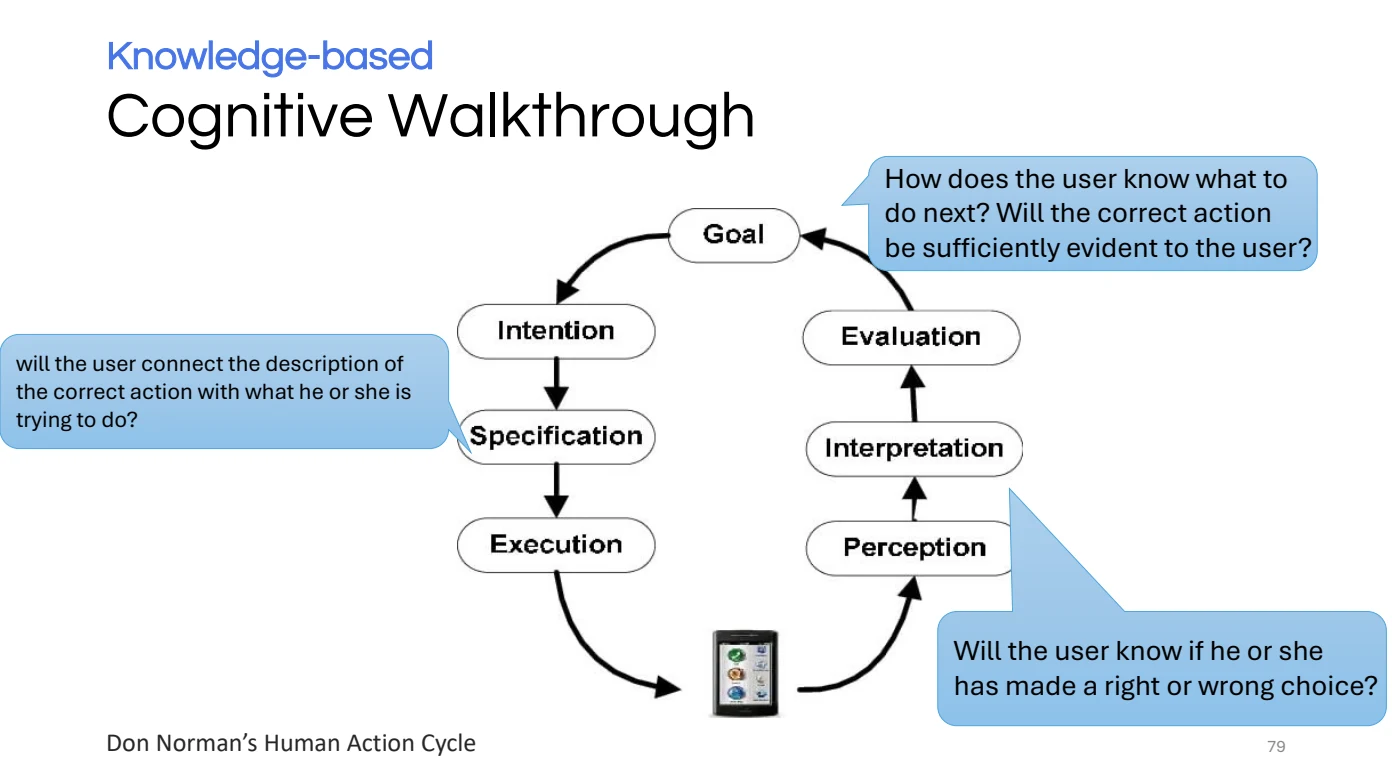 Knowledge-based
Cognitive Walkthrough
How does the user know what to
do next? Will the correct action
be sufficiently evident to the user?
Goal
Intention
Evaluation
will the user connect the description of
the correct action with what he or she is
trying to do?
Specification
Interpretation
Execution
Perception
Will the user know if he or she
has made a right or wrong choice?
Don Norman’s Human Action Cycle
79